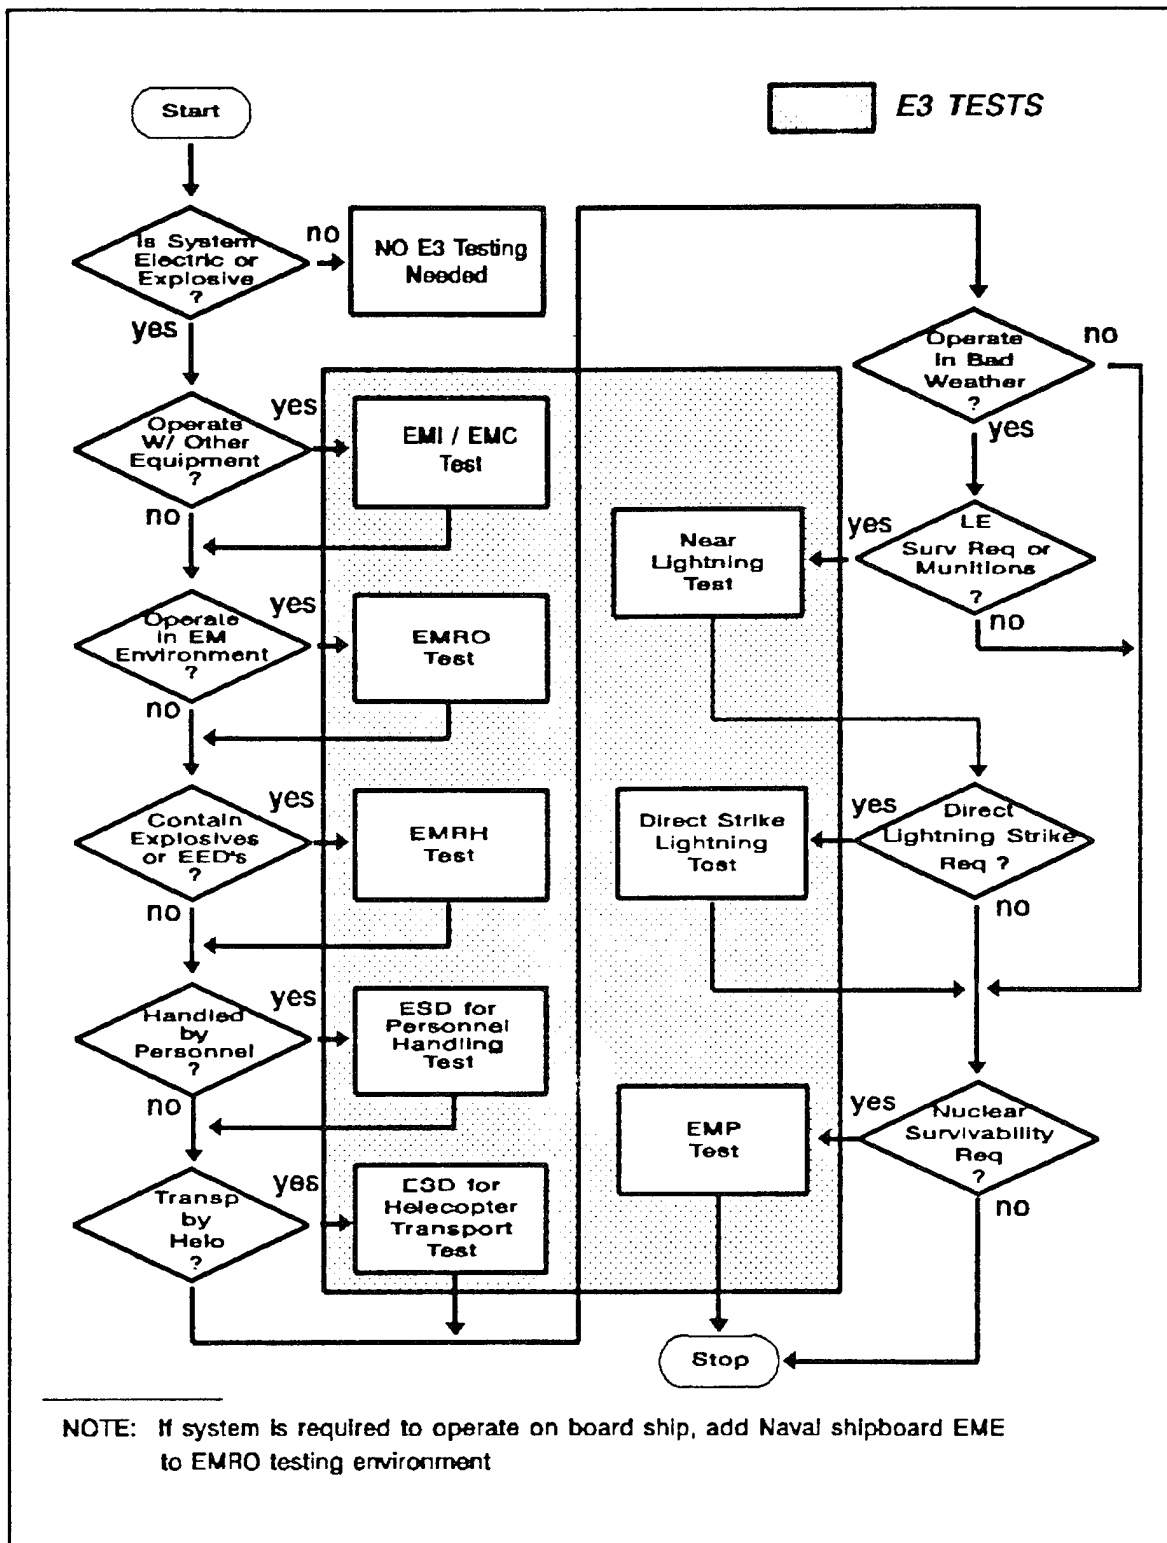 Start
E3 TESTS
Is System
Electric or
Explosive
?
no
NO E3 Testing
Needed
yes
Operate
W/ Other
Equipment
?
yes
EMI / EMC
Test
no
Operate
in EM
Environment
?
yes
EMRO
Test
no
Contain
Explosives
or EED's
?
yes
EMRH
Test
no
Handled
by
Personnel
?
yes
ESD for
Personnel
Handling
Test
no
Transp
by
Helo
?
yes
ESD for
Helecopter
Transport
Test
Operate
in Bad
Weather
?
no
yes
LE
Surv Req or
Munitions
?
yes
Near
Lightning
Test
no
Direct
Lightning Strike
Req ?
yes
Direct Strike
Lightning
Test
no
Nuclear
Survivability
Req
?
yes
EMP
Test
no
Stop
NOTE: If system is required to operate on board ship, add Naval shipboard EME
to EMRO testing environment